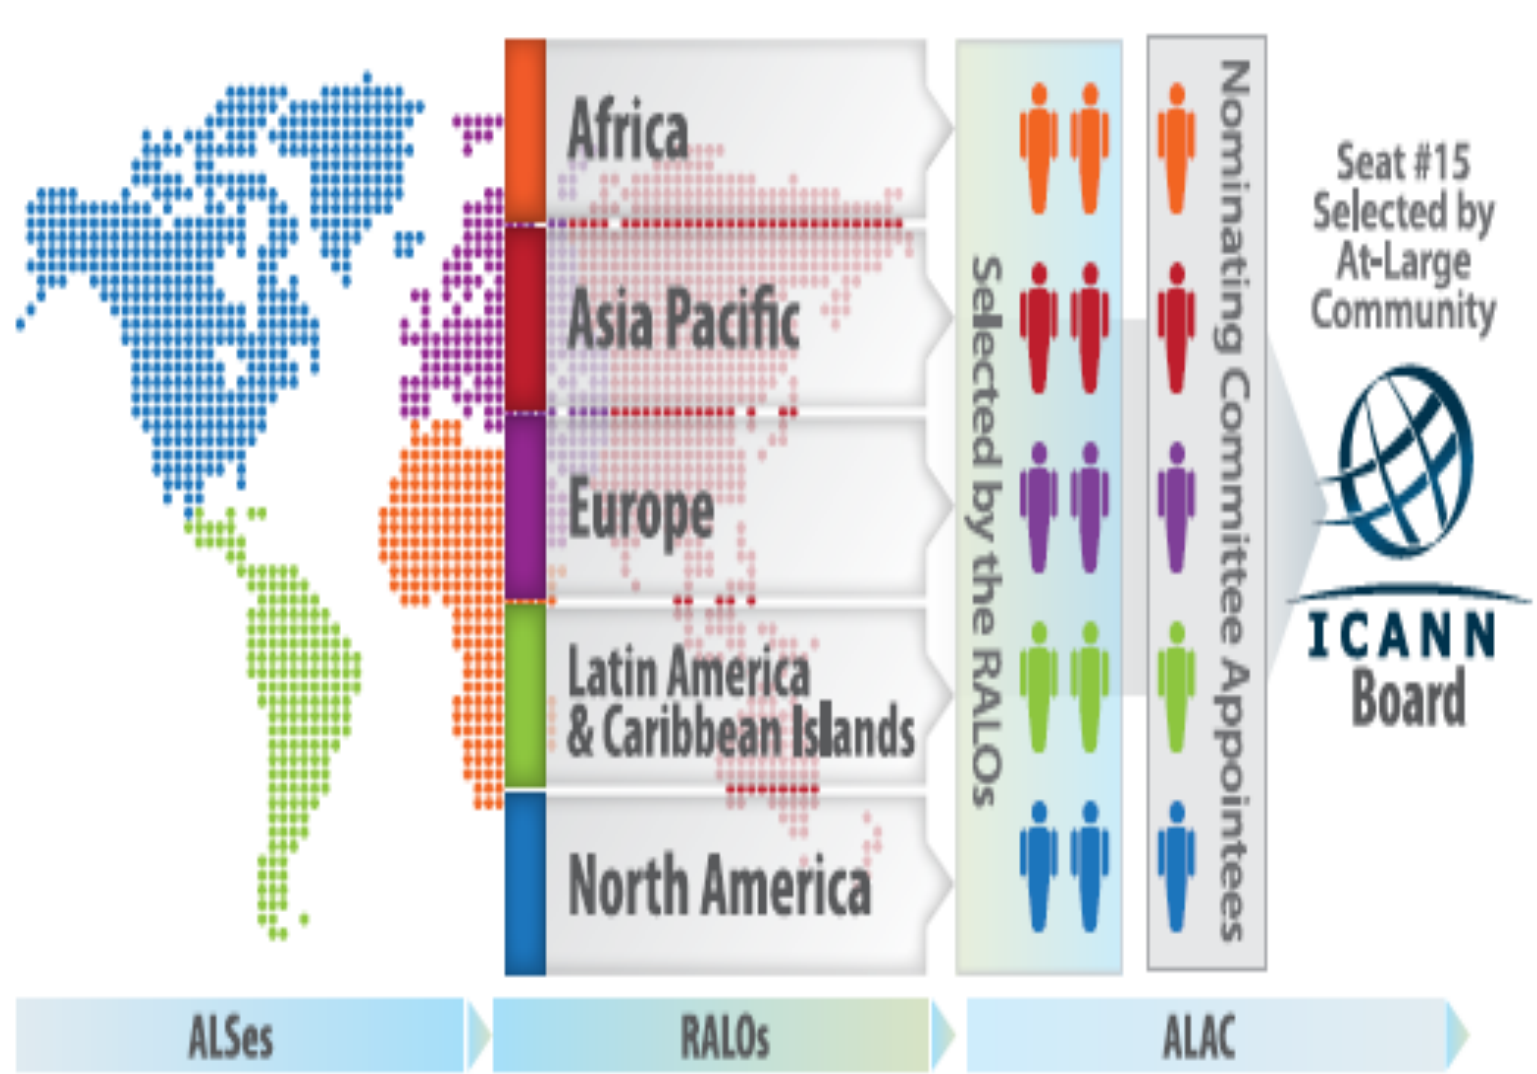 Africa
Asia Pacific
Europe
Latin America
& Caribbean Islands
North America
Selected by the RALOs
Nominating Committee Appointees
Seat #15
Selected by
At-Large
Community
ICANN
Board
ALSes
RALOs
ALAC